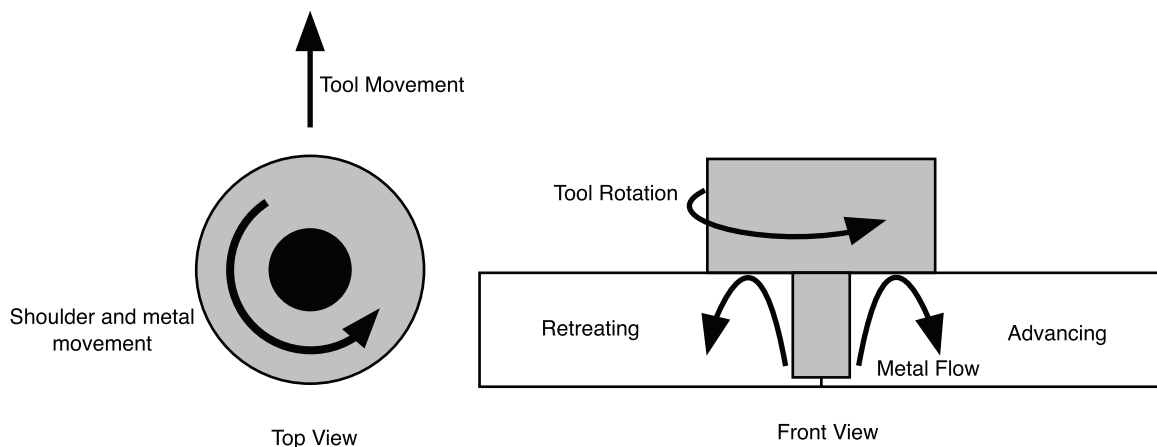 Tool Movement
Shoulder and metal
movement
Top View
Tool Rotation
Retreating
Advancing
Metal Flow
Front View